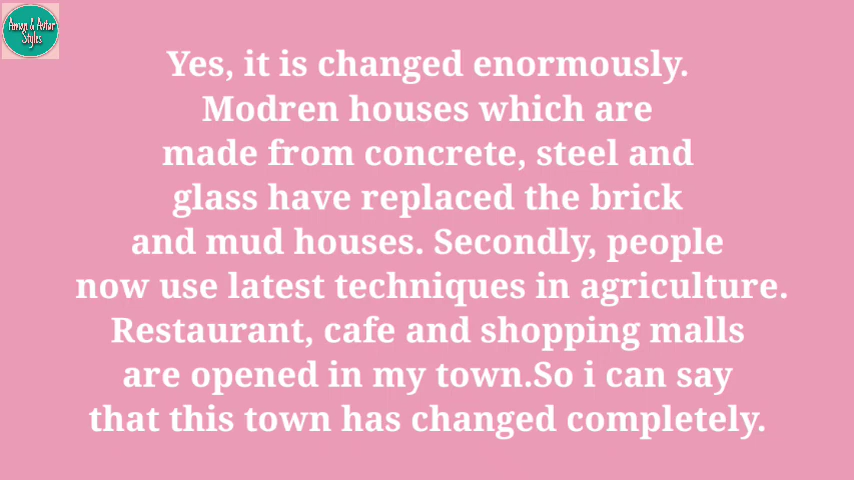 Aman & Avtar
Styles
Yes, it is changed enormously.
Modren houses which are
made from concrete, steel and
glass have replaced the brick
and mud houses. Secondly, people
now use latest techniques in agriculture.
Restaurant, cafe and shopping malls
are opened in my town.So i can say
that this town has changed completely.